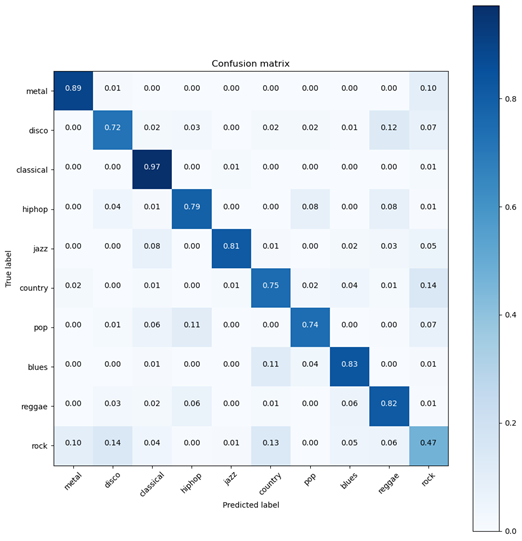 Confusion matrix
metal 0.89 0.01 0.00 0.00 0.00 0.00 0.00 0.00 0.00 0.10
disco 0.00 0.72 0.02 0.03 0.00 0.02 0.02 0.01 0.12 0.07
classical 0.00 0.00 0.97 0.00 0.01 0.00 0.00 0.00 0.00 0.01
hiphop 0.00 0.04 0.01 0.79 0.00 0.00 0.08 0.00 0.08 0.01
jazz 0.00 0.00 0.08 0.00 0.81 0.01 0.00 0.02 0.03 0.05
country 0.02 0.00 0.01 0.00 0.01 0.75 0.02 0.04 0.01 0.14
pop 0.00 0.01 0.06 0.11 0.00 0.00 0.74 0.00 0.00 0.07
blues 0.00 0.00 0.01 0.00 0.00 0.11 0.04 0.83 0.00 0.01
reggae 0.00 0.03 0.02 0.06 0.00 0.01 0.00 0.06 0.82 0.01
rock 0.10 0.14 0.04 0.00 0.01 0.13 0.00 0.05 0.06 0.47
metal disco classical hiphop jazz country pop blues reggae rock
Predicted label
True label
0.8
0.6
0.4
0.2
0.0